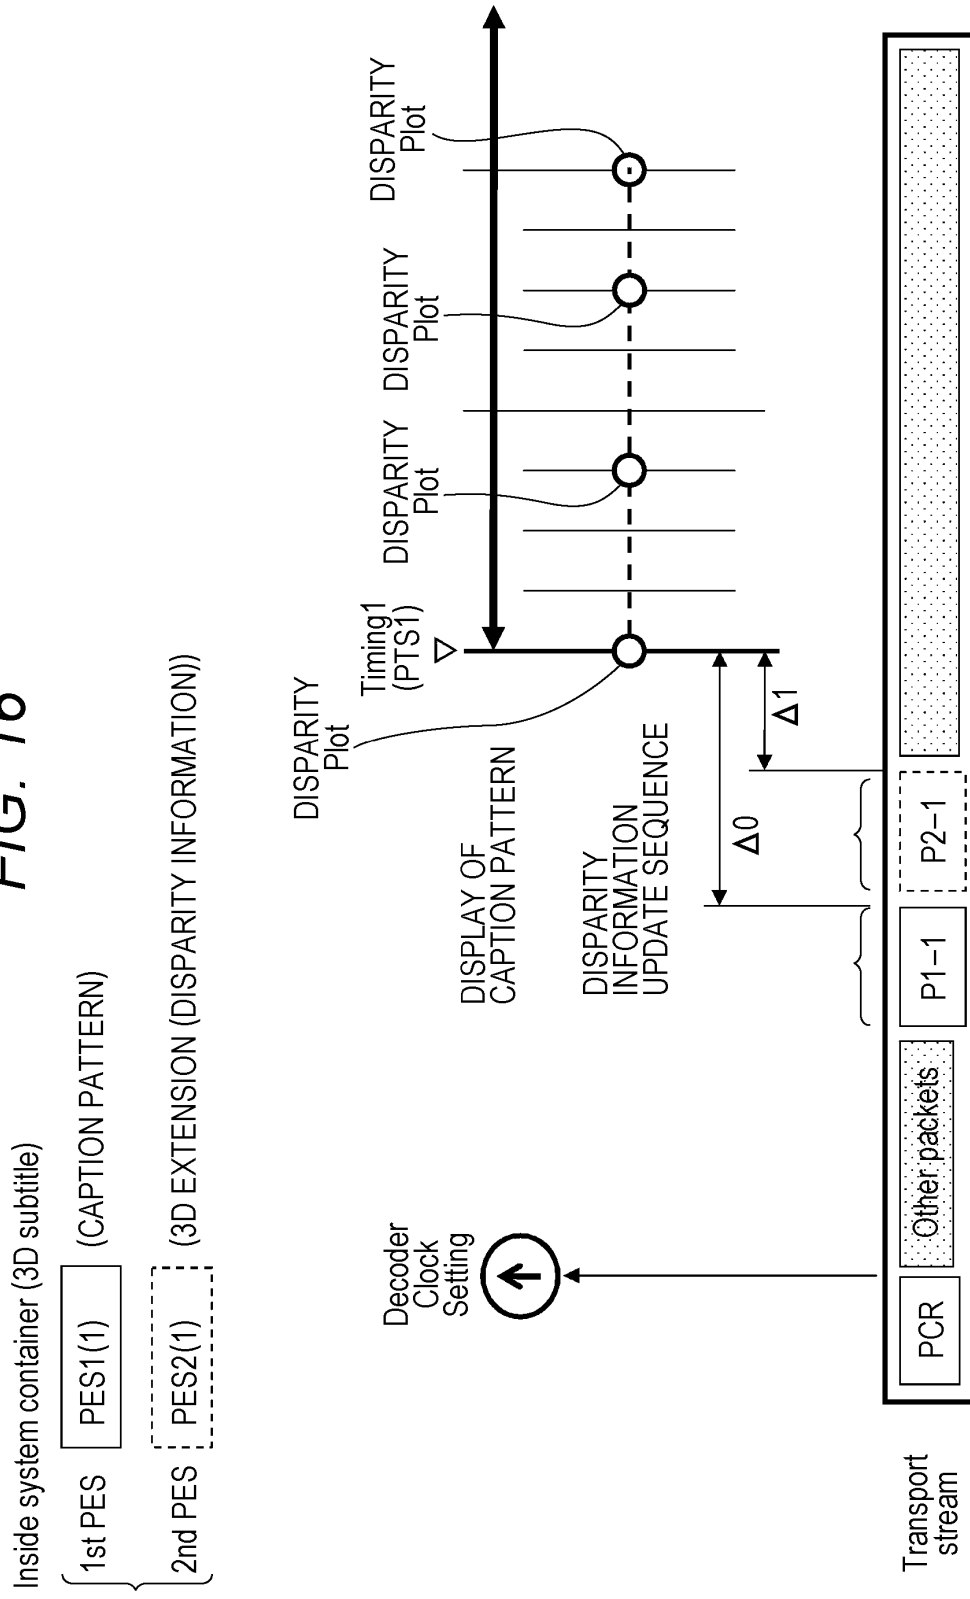 FIG. 16
Inside system container (3D subtitle)
1st PES PES1(1) (CAPTION PATTERN)
2nd PES PES2(1) (3D EXTENSION (DISPARITY INFORMATION))
DISPARITY
Plot
Timing1
(PTS1)
DISPARITY
Plot
DISPARITY
Plot
DISPARITY
Plot
Decoder
Clock
Setting
DISPLAY OF
CAPTION PATTERN
DISPARITY
INFORMATION
UPDATE SEQUENCE
Δ0
Δ1
Transport
stream
PCR
Other packets
P1–1
P2–1